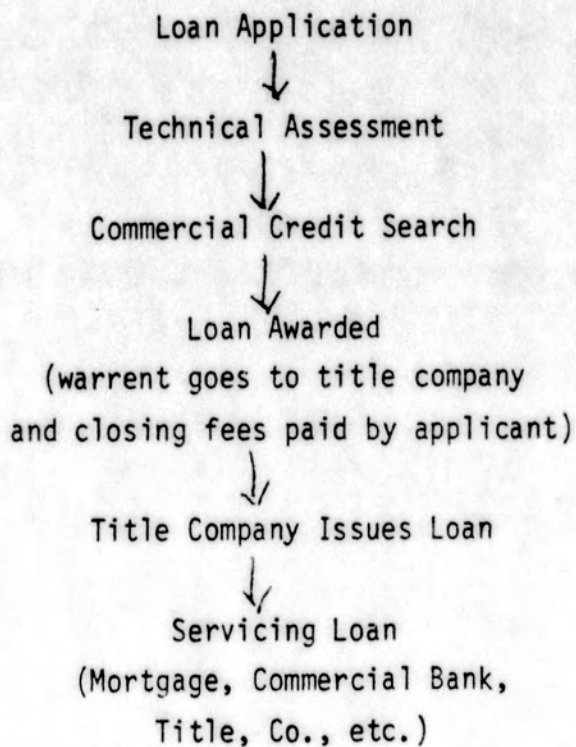 Loan Application
Technical Assessment
Commercial Credit Search
Loan Awarded
(warrent goes to title company
and closing fees paid by applicant)
Title Company Issues Loan
Servicing Loan
(Mortgage, Commercial Bank,
Title, Co., etc.)